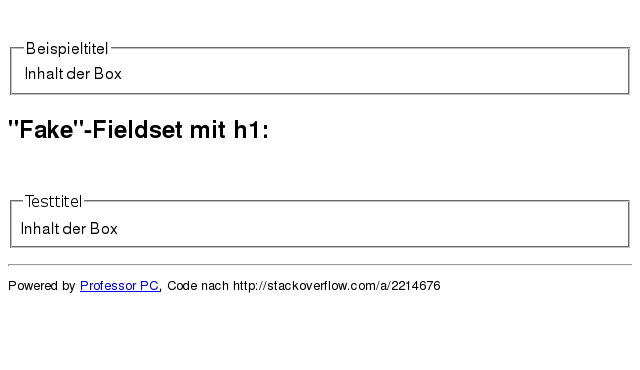 Beispieltitel
Inhalt der Box
"Fake"-Fieldset mit h1:
Testtitel
Inhalt der Box
Powered by Professor PC, Code nach http://stackoverflow.com/a/2214676